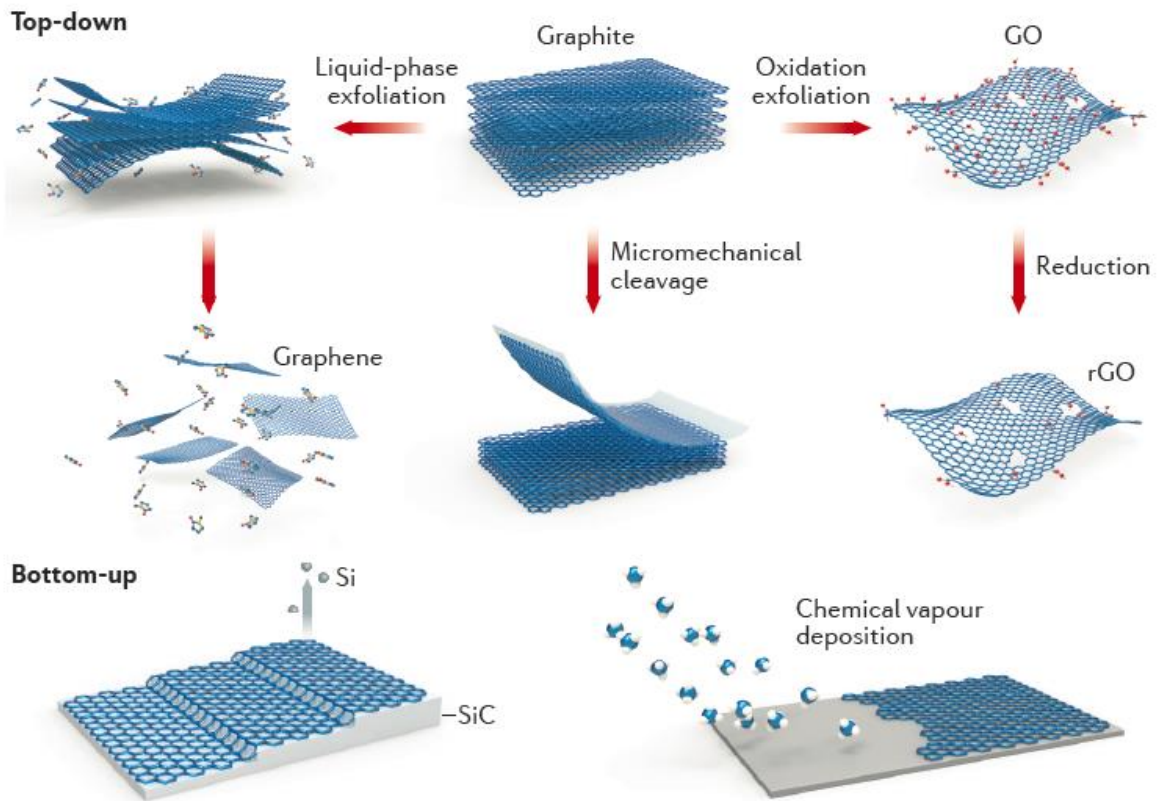 Top-down
Graphite
GO
Liquid-phase
exfoliation
Oxidation
exfoliation
Micromechanical
cleavage
Reduction
Graphene
rGO
Bottom-up
Si
Chemical vapour
deposition
SiC